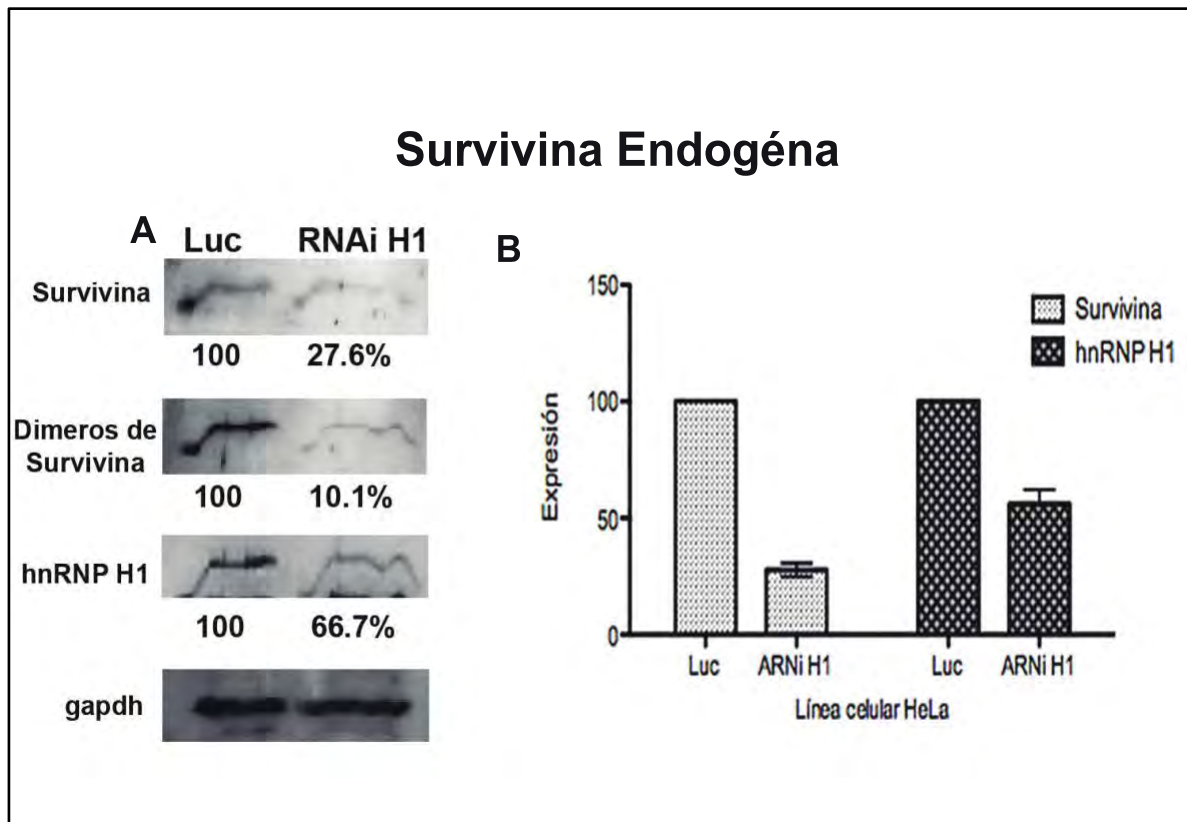 Survivina Endogéna
A
Luc RNAi H1
Survivina
100 27.6%
Dimeros de
Survivina
100 10.1%
hnRNP H1
100 66.7%
gapdh
B
150
100
50
0
Expresión
Survivina
hnRNP H1
Luc ARNi H1 Luc ARNi H1
Línea celular HeLa